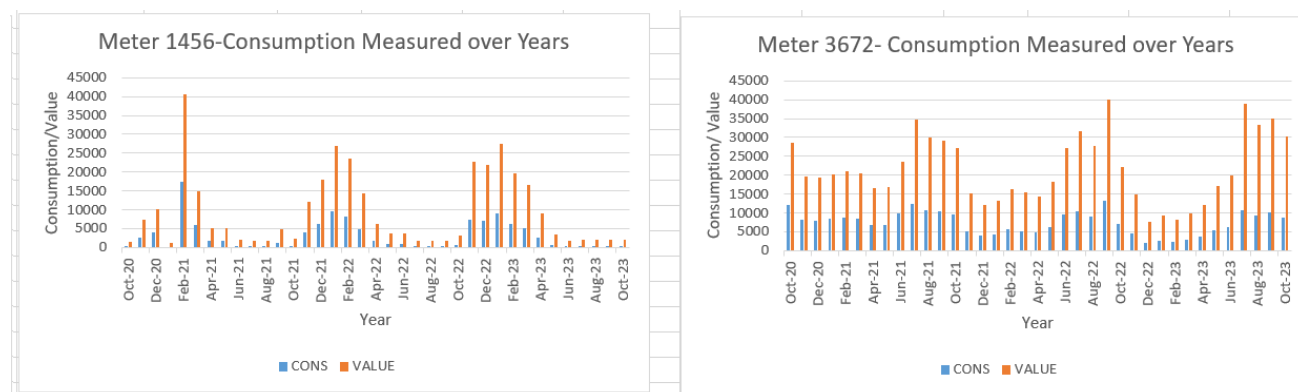 Meter 1456-Consumption Measured over Years
45000
40000
35000
30000
25000
20000
15000
10000
5000
0
Consumption/Value
Oct-20
Dec-20
Feb-21
Apr-21
Jun-21
Aug-21
Oct-21
Dec-21
Feb-22
Apr-22
Jun-22
Aug-22
Oct-22
Dec-22
Feb-23
Apr-23
Jun-23
Aug-23
Oct-23
Year
CONS VALUE
Meter 3672- Consumption Measured over Years
45000
40000
35000
30000
25000
20000
15000
10000
5000
0
Consumption/ Value
Oct-20
Dec-20
Feb-21
Apr-21
Jun-21
Aug-21
Oct-21
Dec-21
Feb-22
Apr-22
Jun-22
Aug-22
Oct-22
Dec-22
Feb-23
Apr-23
Jun-23
Aug-23
Oct-23
Year
CONS VALUE